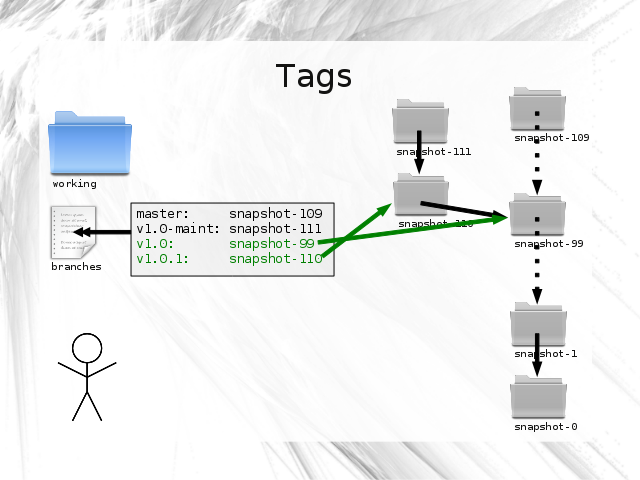 Tags
snapshot-109
snapshot-111
working
master: snapshot-109
v1.0-maint: snapshot-111
v1.0: snapshot-99
v1.0.1: snapshot-110
snapshot-110
snapshot-99
branches
snapshot-1
snapshot-0